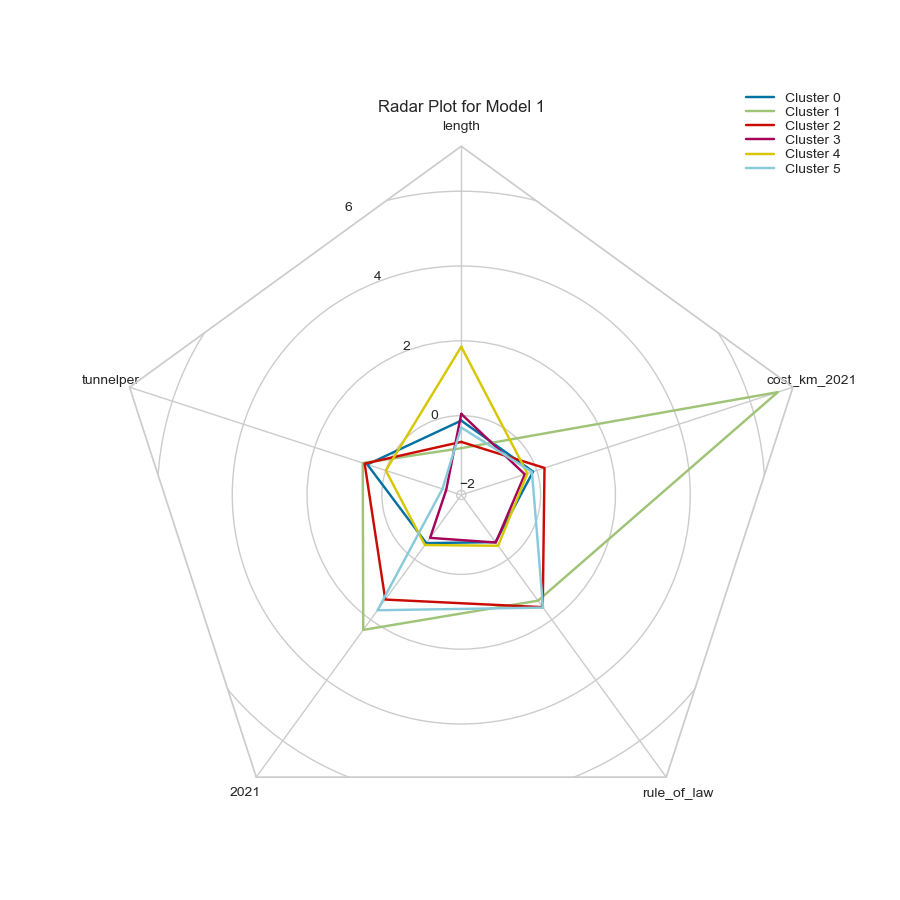 Radar Plot for Model 1
length
Cluster 0
Cluster 1
Cluster 2
Cluster 3
Cluster 4
Cluster 5
6
4
2
0
−2
tunnelper
cost_km_2021
2021
rule_of_law